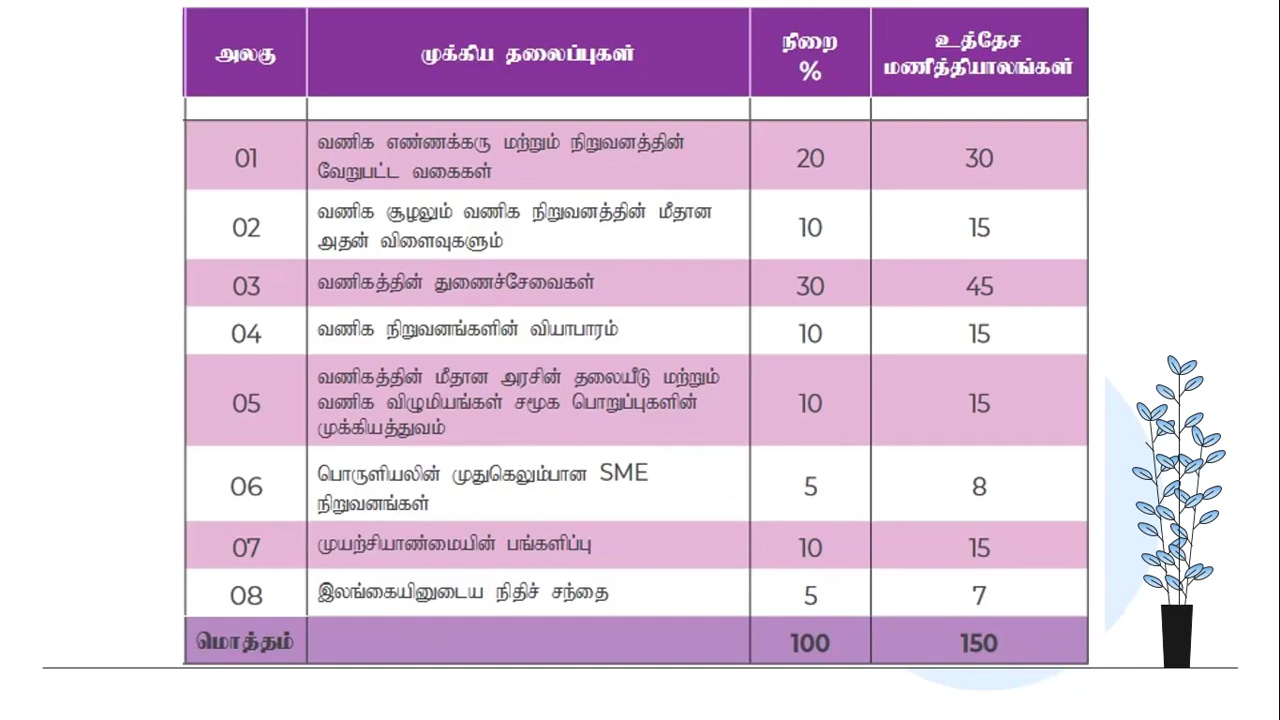 அலகு
முக்கிய தலைப்புகள்
நிறை
%
உத்தேச
மணித்தியாலங்கள்
01
வணிக எண்ணக்கரு மற்றும் நிறுவனத்தின்
வேறுபட்ட வகைகள்
20
30
02
வணிக சூழலும் வணிக நிறுவனத்தின் மீதான
அதன் விளைவுகளும்
10
15
03
வணிகத்தின் துணைச்சேவைகள்
30
45
04
வணிக நிறுவனங்களின் வியாபாரம்
10
15
05
வணிகத்தின் மீதான அரசின் தலையீடு மற்றும்
வணிக விழுமியங்கள் சமூக பொறுப்புகளின்
முக்கியத்துவம்
10
15
06
பொருளியலின் முதுகெலும்பான SME
நிறுவனங்கள்
5
8
07
முயற்சியாண்மையின் பங்களிப்பு
10
15
08
இலங்கையினுடைய நிதிச் சந்தை
5
7
மொத்தம்
100
150